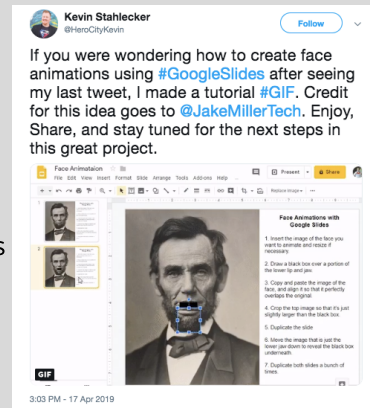 Kevin Stahlecker
@HeroCityKevin
Follow
If you were wondering how to create face
animations using #GoogleSlides after seeing
my last tweet, I made a tutorial #GIF. Credit
for this idea goes to @JakeMillerTech. Enjoy,
Share, and stay tuned for the next steps in
this great project.
Face Animataion
File Edit View Insert Format Slide Arrange Tools Add-ons Help
Present
Share
Replace image
s
1
2
Face Animations with
Google Slides
1. Insert the image of the face you
want to animate and resize if
necessary.
2. Draw a black box over a portion of
the lower lip and jaw.
3. Copy and paste the image of the
face, and align it so that it perfectly
overlaps the original
4. Crop the top image so that it's just
slightly larger than the black box
5. Duplicate the slide
6. Move the image that is just the
lower jaw down to reveal the black box
underneath
7. Duplicate both slides a bunch of
times.
GIF
3:03 PM - 17 Apr 2019